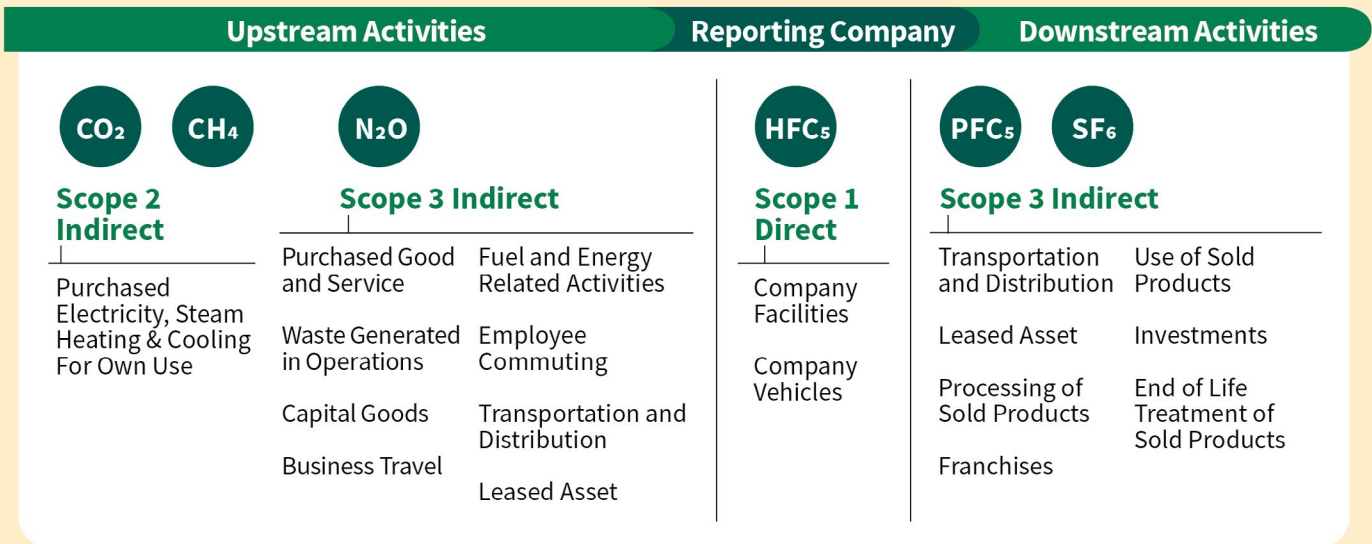 Upstream Activities
Reporting Company
Downstream Activities
CO₂
CH₄
N₂O
HFC₅
PFC₅
SF₆
Scope 2
Indirect
Purchased
Electricity, Steam
Heating & Cooling
For Own Use
Scope 3 Indirect
Purchased Good
and Service
Waste Generated
in Operations
Capital Goods
Business Travel
Fuel and Energy
Related Activities
Employee
Commuting
Transportation and
Distribution
Leased Asset
Scope 1
Direct
Company
Facilities
Company
Vehicles
Scope 3 Indirect
Transportation
and Distribution
Leased Asset
Processing of
Sold Products
Franchises
Use of Sold
Products
Investments
End of Life
Treatment of
Sold Products